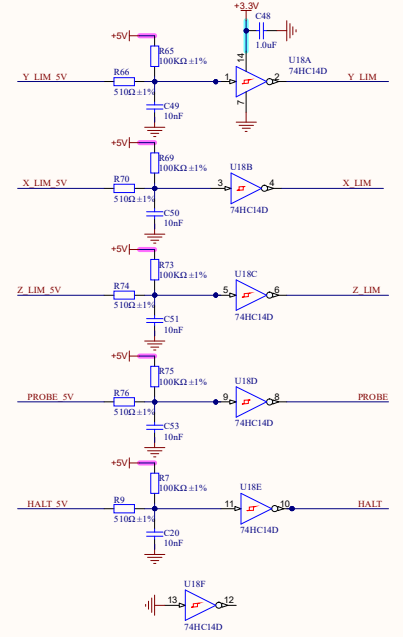 +3.3V
C48
1.0uF
+5V
R65
100KΩ±1%
U18A
74HC14D
14
Y_LIM_5V
R66
510Ω±1%
1
2
Y_LIM
7
C49
10nF
+5V
R69
100KΩ±1%
U18B
X_LIM_5V
R70
510Ω±1%
3
4
X_LIM
74HC14D
C50
10nF
+5V
R73
100KΩ±1%
U18C
Z_LIM_5V
R74
510Ω±1%
5
6
Z_LIM
74HC14D
C51
10nF
+5V
R75
100KΩ±1%
U18D
PROBE_5V
R76
510Ω±1%
9
8
PROBE
74HC14D
C53
10nF
+5V
R7
100KΩ±1%
U18E
HALT_5V
R9
510Ω±1%
11
10
HALT
74HC14D
C20
10nF
U18F
13
12
74HC14D